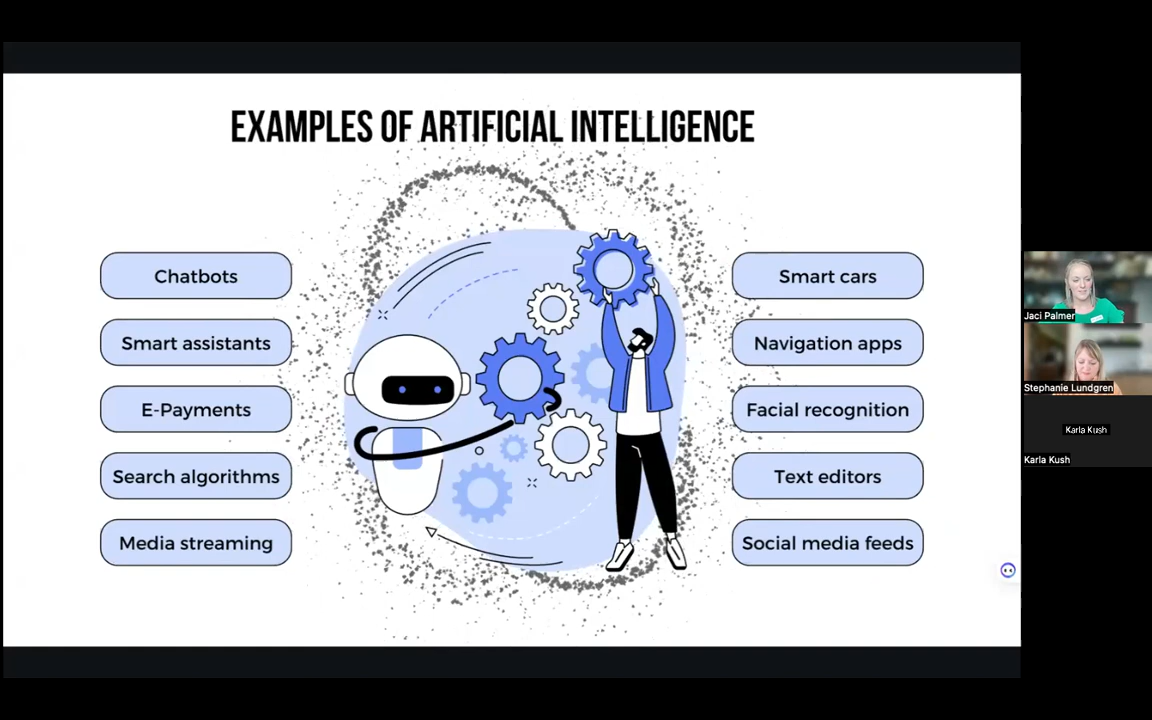 EXAMPLES OF ARTIFICIAL INTELLIGENCE
Chatbots
Smart assistants
E-Payments
Search algorithms
Media streaming
Smart cars
Navigation apps
Facial recognition
Text editors
Social media feeds
Jaci Palmer
Stephanie Lundgren
Karla Kush
Karla Kush